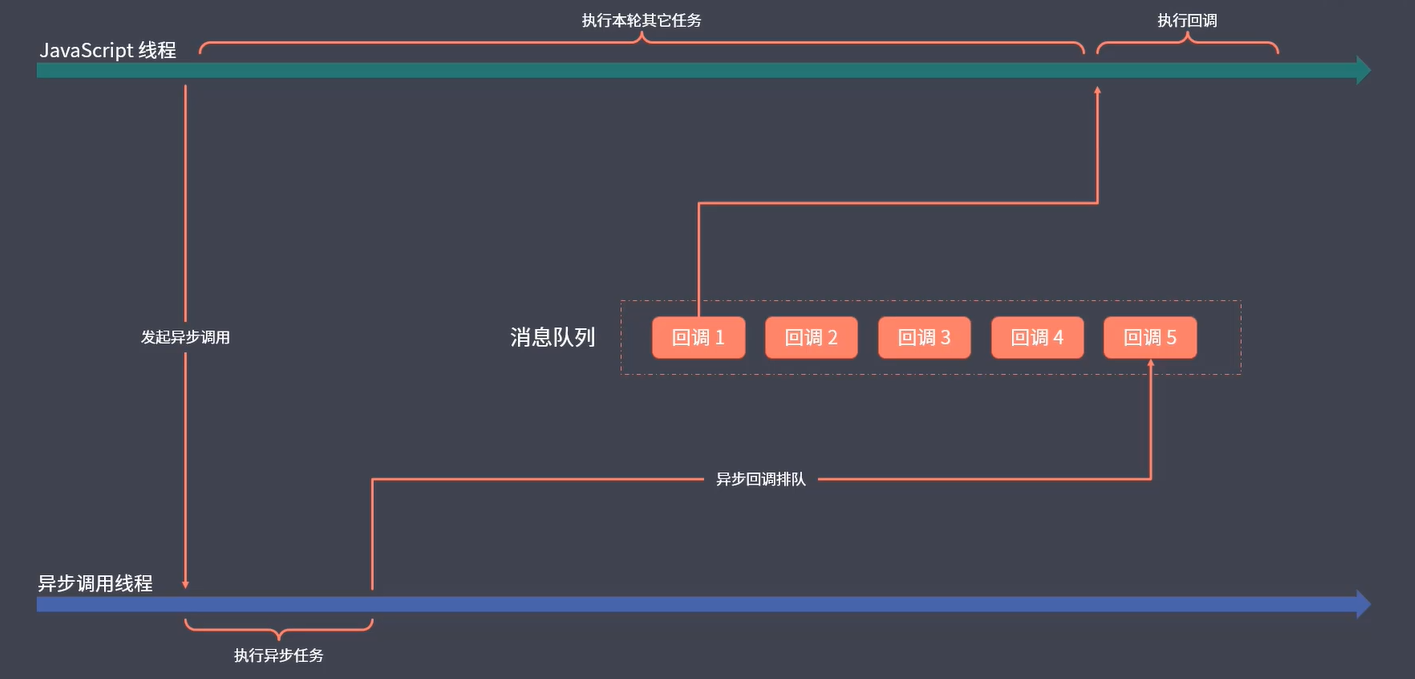 执行本轮其它任务
执行回调
JavaScript 线程
发起异步调用
消息队列
回调 1
回调 2
回调 3
回调 4
回调 5
异步回调排队
异步调用线程
执行异步任务